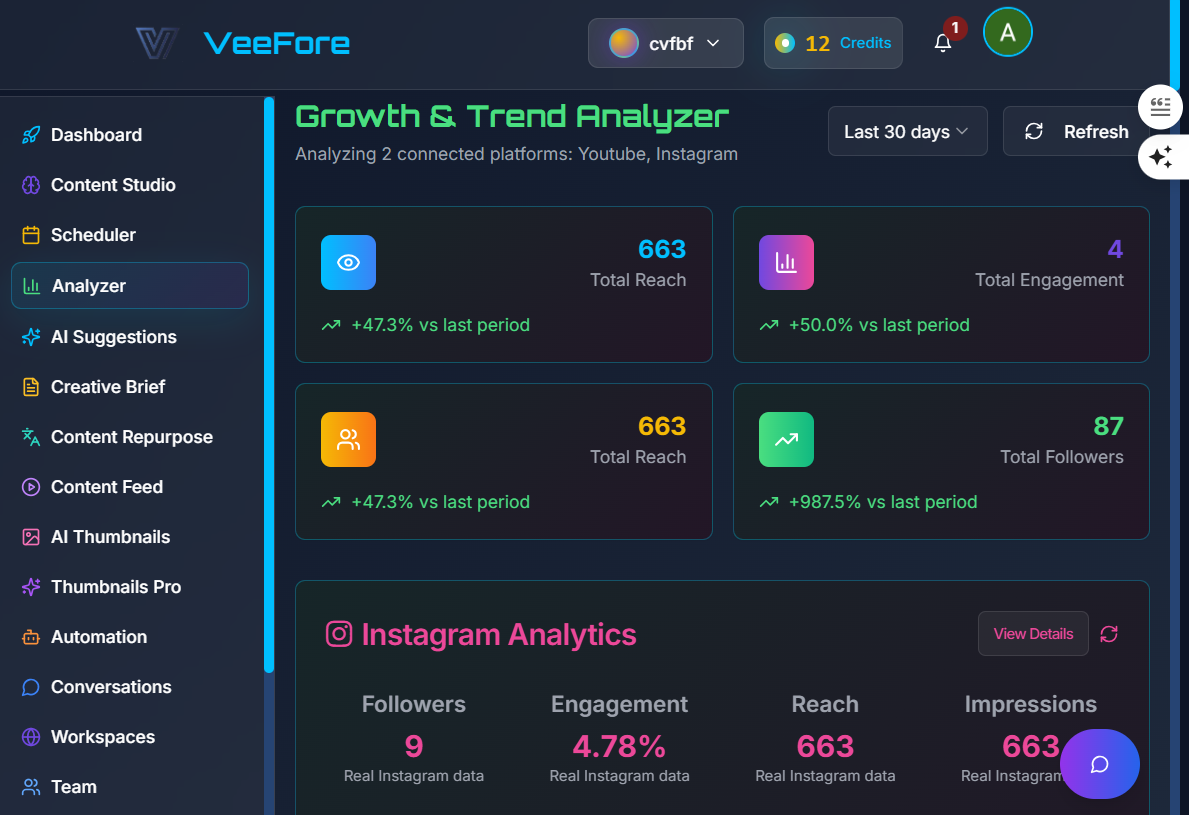 VeeFore
cvfbf
12 Credits
1
A
Dashboard
Content Studio
Scheduler
Analyzer
AI Suggestions
Creative Brief
Content Repurpose
Content Feed
AI Thumbnails
Thumbnails Pro
Automation
Conversations
Workspaces
Team
Growth & Trend Analyzer
Analyzing 2 connected platforms: Youtube, Instagram
Last 30 days
Refresh
663
Total Reach
+47.3% vs last period
4
Total Engagement
+50.0% vs last period
663
Total Reach
+47.3% vs last period
87
Total Followers
+987.5% vs last period
Instagram Analytics
View Details
Followers
9
Real Instagram data
Engagement
4.78%
Real Instagram data
Reach
663
Real Instagram data
Impressions
663
Real Instagram